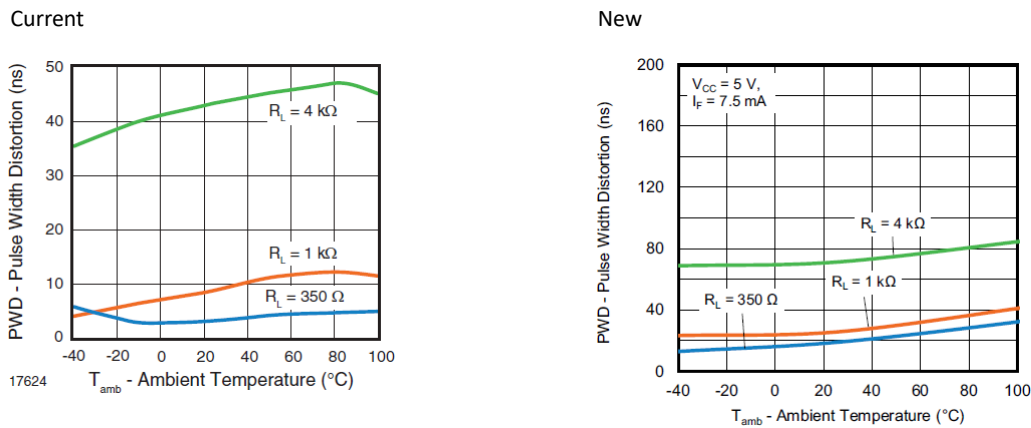 Current
New
PWD - Pulse Width Distortion (ns)
50
40
30
20
10
0
R_L = 4 kΩ
R_L = 1 kΩ
R_L = 350 Ω
-40 -20 0 20 40 60 80 100
17624
T_amb - Ambient Temperature (°C)
PWD - Pulse Width Distortion (ns)
200
160
120
80
40
0
V_CC = 5 V,
I_F = 7.5 mA
R_L = 4 kΩ
R_L = 1 kΩ
R_L = 350 Ω
-40 -20 0 20 40 60 80 100
T_amb - Ambient Temperature (°C)